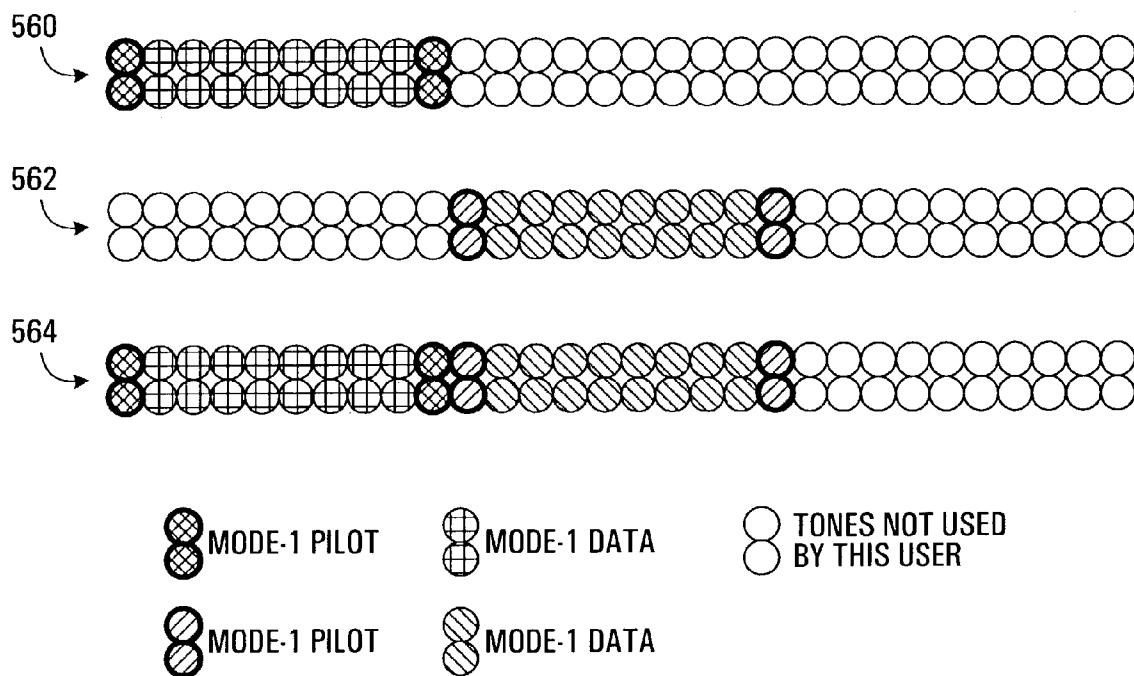 560
562
564
MODE-1 PILOT
MODE-1 DATA
TONES NOT USED
BY THIS USER
MODE-1 PILOT
MODE-1 DATA